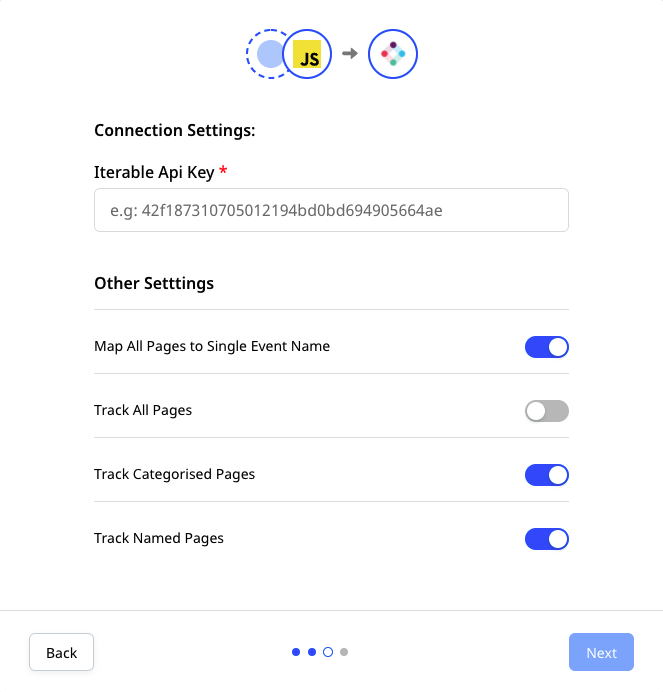 JS
Connection Settings:
Iterable Api Key *
e.g: 42f187310705012194bd0bd694905664ae
Other Setttings
Map All Pages to Single Event Name
Track All Pages
Track Categorised Pages
Track Named Pages
Back
Next